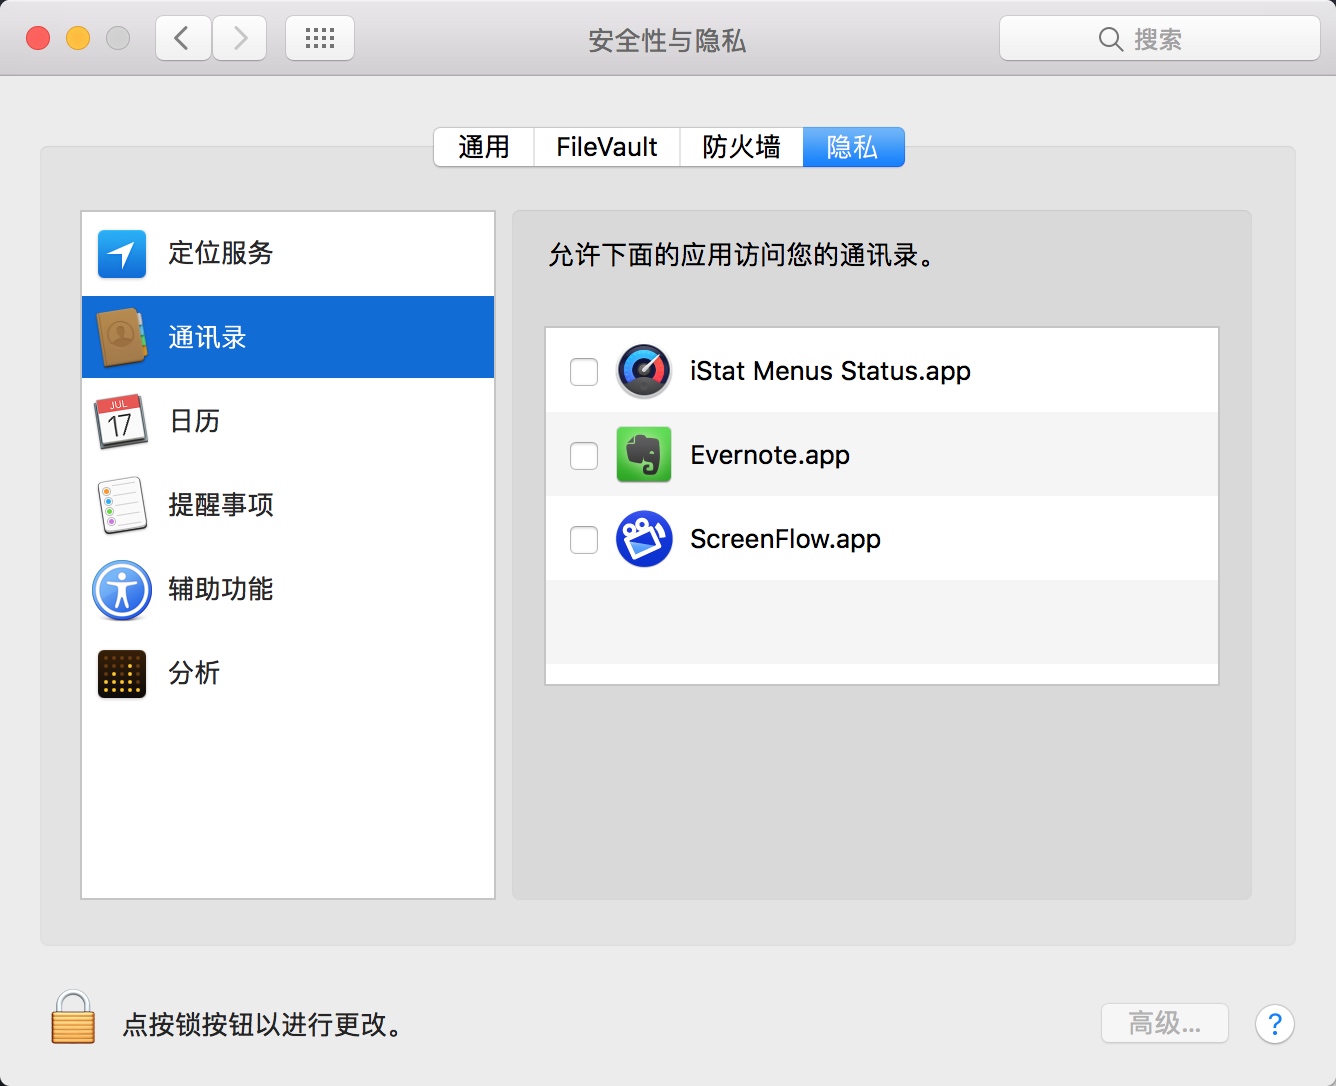 安全性与隐私
搜索
通用
FileVault
防火墙
隐私
定位服务
通讯录
JUL
17
日历
提醒事项
辅助功能
分析
允许下面的应用访问您的通讯录。
iStat Menus Status.app
Evernote.app
ScreenFlow.app
点按锁按钮以进行更改。
高级...
?